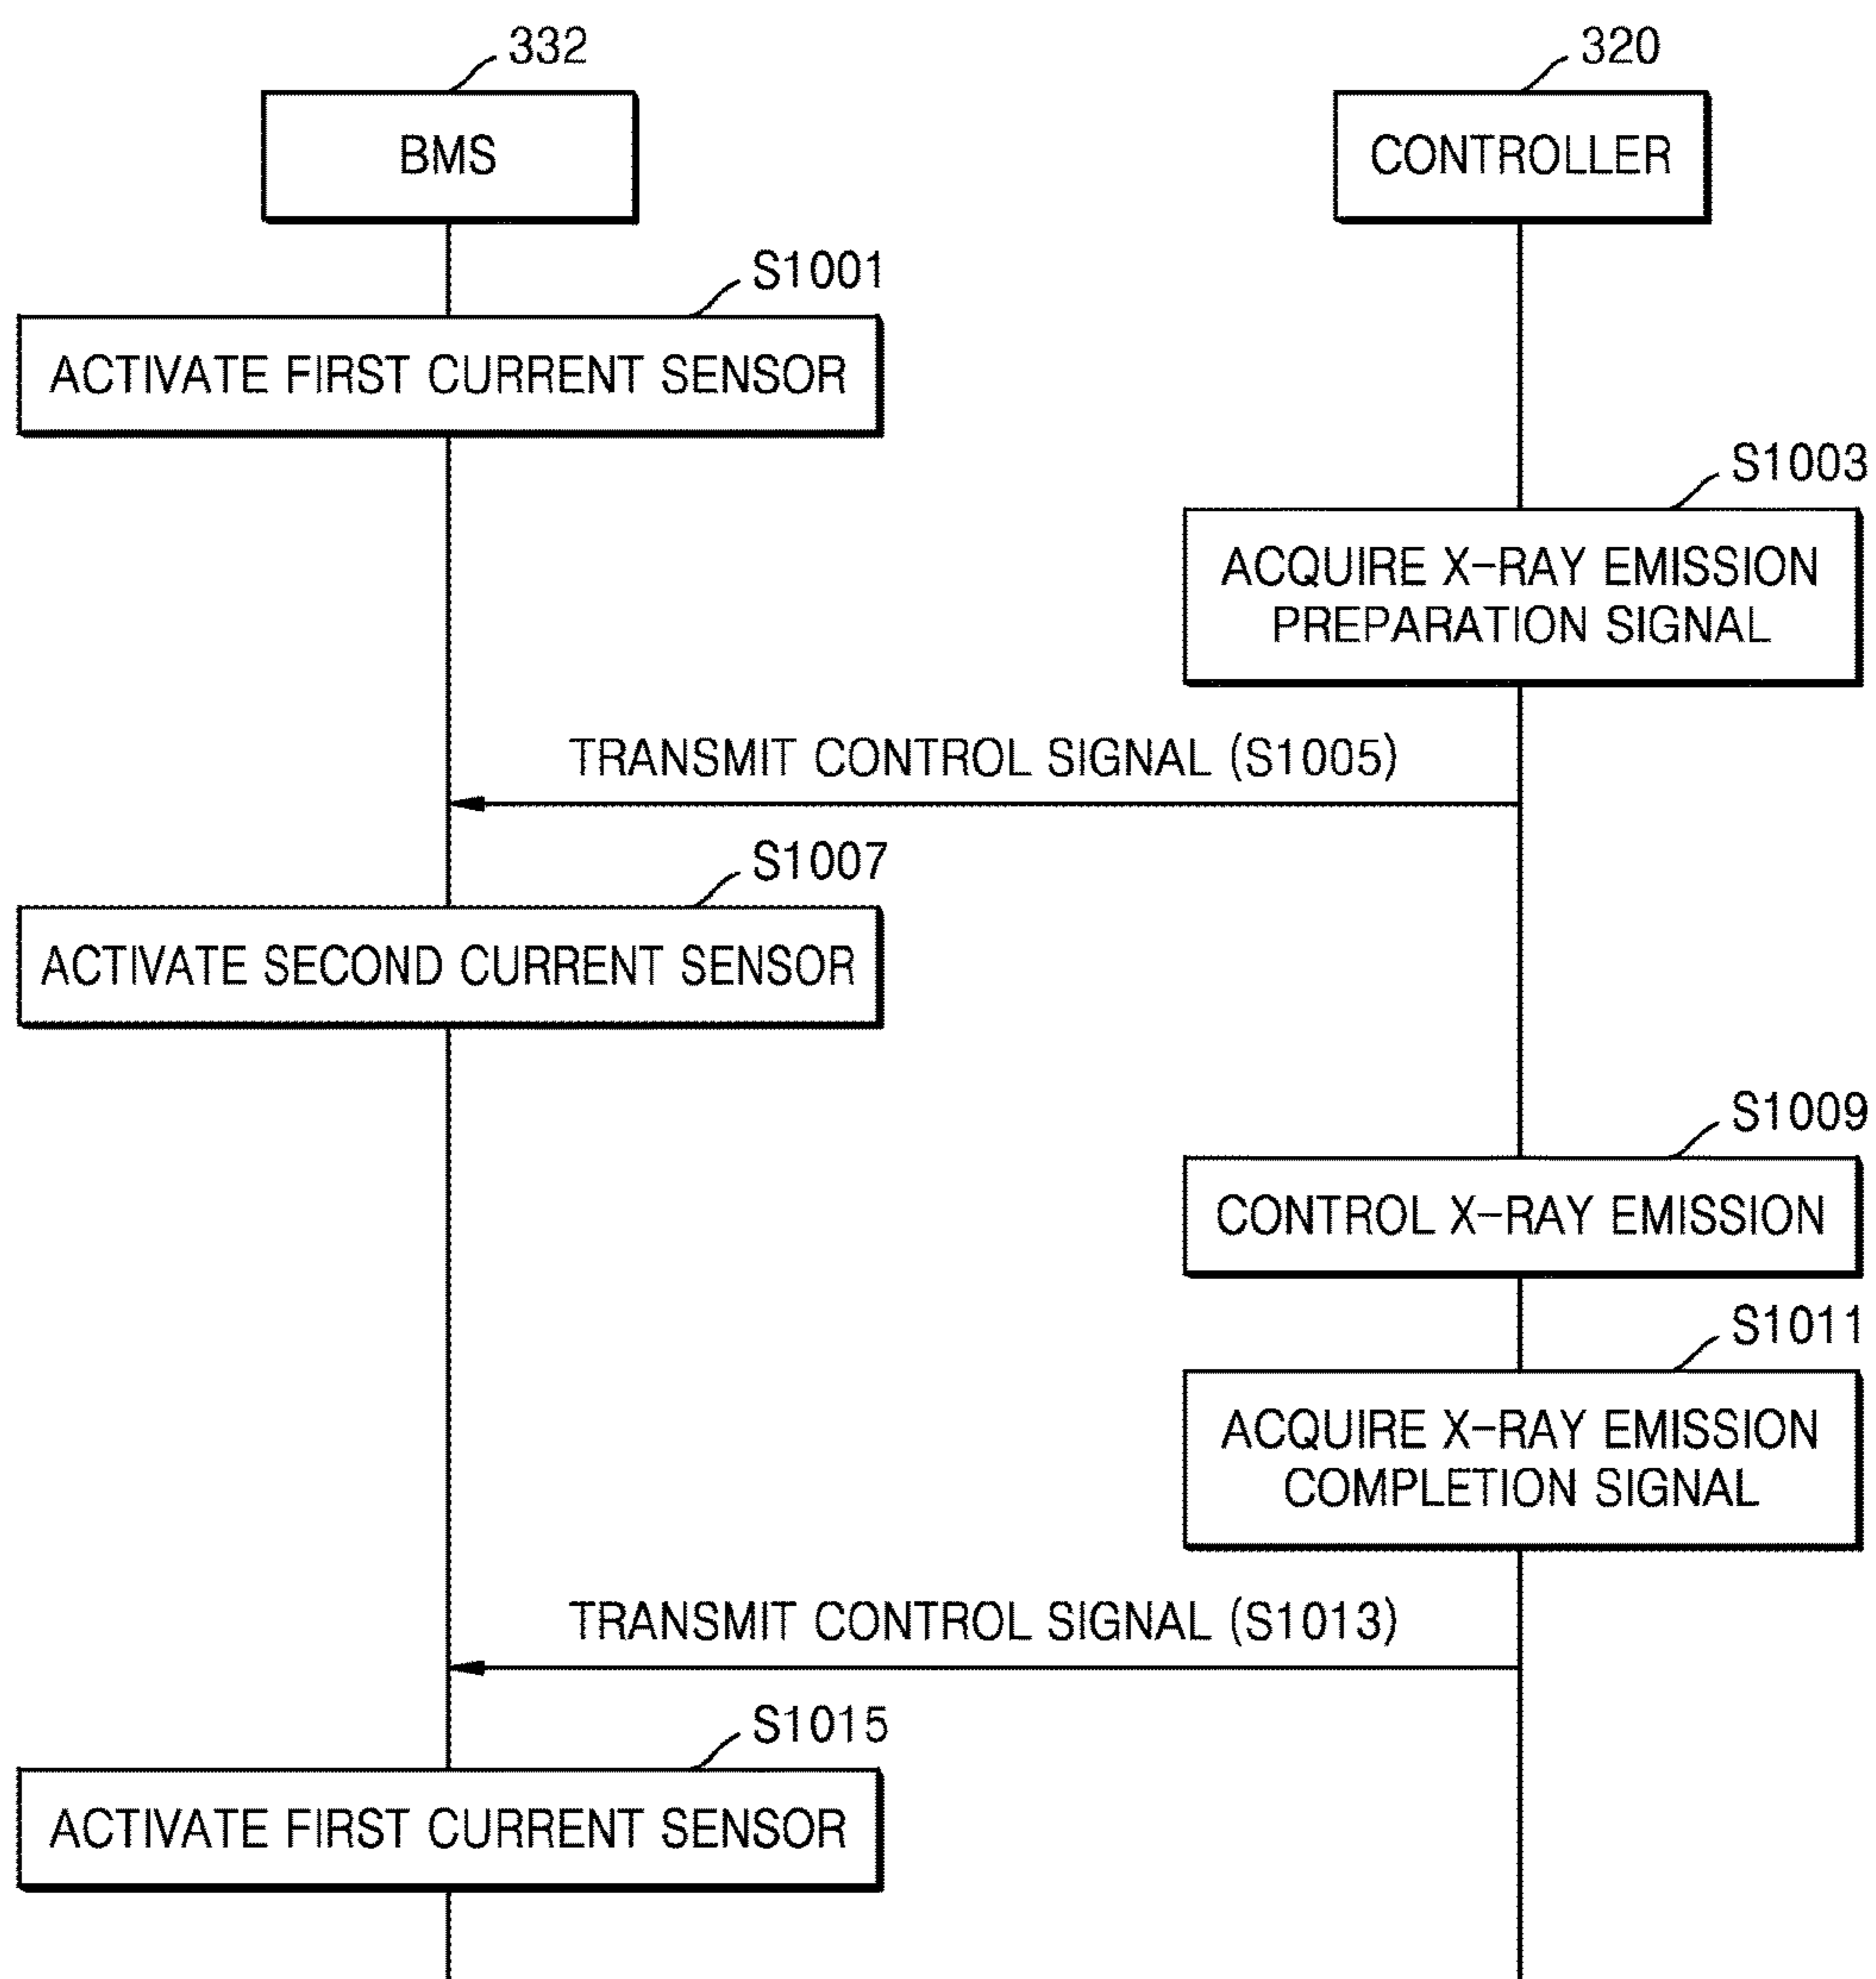 332
320
BMS
CONTROLLER
S1001
ACTIVATE FIRST CURRENT SENSOR
S1003
ACQUIRE X-RAY EMISSION
PREPARATION SIGNAL
TRANSMIT CONTROL SIGNAL (S1005)
S1007
ACTIVATE SECOND CURRENT SENSOR
S1009
CONTROL X-RAY EMISSION
S1011
ACQUIRE X-RAY EMISSION
COMPLETION SIGNAL
TRANSMIT CONTROL SIGNAL (S1013)
S1015
ACTIVATE FIRST CURRENT SENSOR